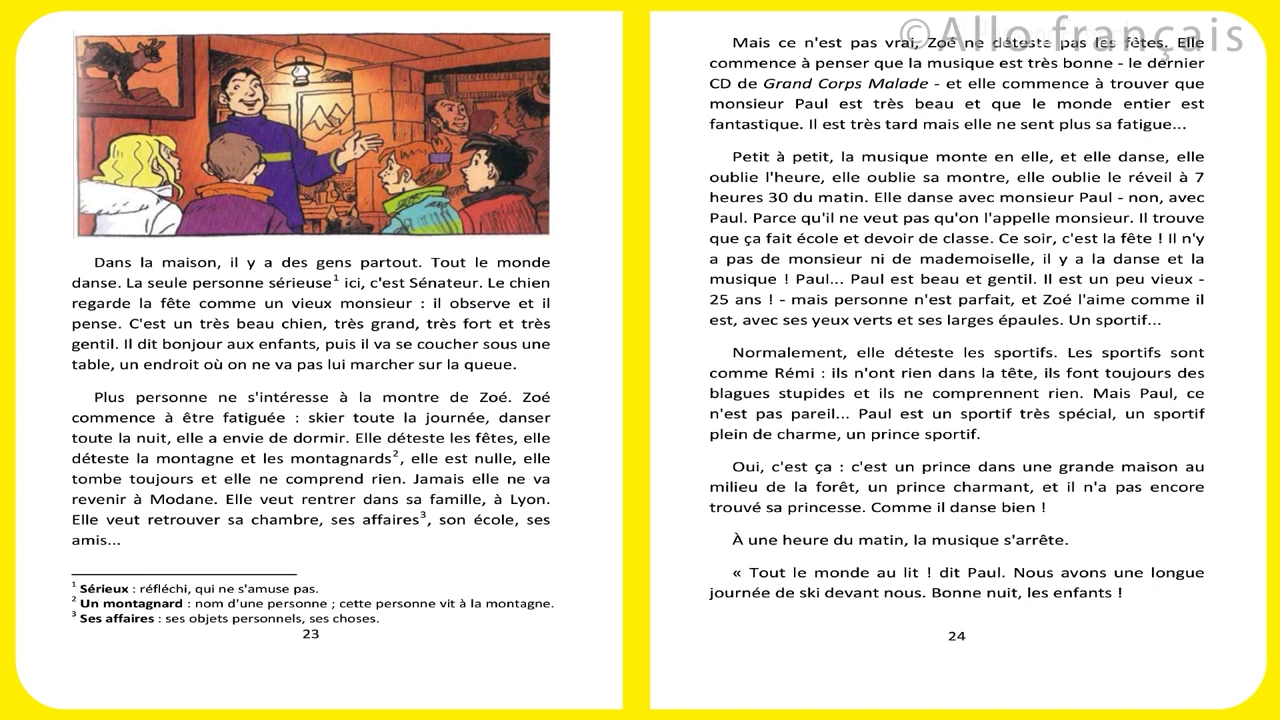 Dans la maison, il y a des gens partout. Tout le monde
danse. La seule personne sérieuse¹ ici, c'est Sénateur. Le chien
regarde la fête comme un vieux monsieur : il observe et il
pense. C'est un très beau chien, très grand, très fort et très
gentil. Il dit bonjour aux enfants, puis il va se coucher sous une
table, un endroit où on ne va pas lui marcher sur la queue.
Plus personne ne s'intéresse à la montre de Zoé. Zoé
commence à être fatiguée : skier toute la journée, danser
toute la nuit, elle a envie de dormir. Elle déteste les fêtes, elle
déteste la montagne et les montagnards², elle est nulle, elle
tombe toujours et elle ne comprend rien. Jamais elle ne va
revenir à Modane. Elle veut rentrer dans sa famille, à Lyon.
Elle veut retrouver sa chambre, ses affaires³, son école, ses
amis...
¹ Sérieux : réfléchi, qui ne s'amuse pas.
² Un montagnard : nom d'une personne ; cette personne vit à la montagne.
³ Ses affaires : ses objets personnels, ses choses.
23
©Allo français
Mais ce n'est pas vrai, Zoé ne déteste pas les fêtes. Elle
commence à penser que la musique est très bonne - le dernier
CD de Grand Corps Malade - et elle commence à trouver que
monsieur Paul est très beau et que le monde entier est
fantastique. Il est très tard mais elle ne sent plus sa fatigue...
Petit à petit, la musique monte en elle, et elle danse, elle
oublie l'heure, elle oublie sa montre, elle oublie le réveil à 7
heures 30 du matin. Elle danse avec monsieur Paul - non, avec
Paul. Parce qu'il ne veut pas qu'on l'appelle monsieur. Il trouve
que ça fait école et devoir de classe. Ce soir, c'est la fête ! Il n'y
a pas de monsieur ni de mademoiselle, il y a la danse et la
musique ! Paul... Paul est beau et gentil. Il est un peu vieux -
25 ans ! - mais personne n'est parfait, et Zoé l'aime comme il
est, avec ses yeux verts et ses larges épaules. Un sportif...
Normalement, elle déteste les sportifs. Les sportifs sont
comme Rémi : ils n'ont rien dans la tête, ils font toujours des
blagues stupides et ils ne comprennent rien. Mais Paul, ce
n'est pas pareil... Paul est un sportif très spécial, un sportif
plein de charme, un prince sportif.
Oui, c'est ça : c'est un prince dans une grande maison au
milieu de la forêt, un prince charmant, et il n'a pas encore
trouvé sa princesse. Comme il danse bien !
À une heure du matin, la musique s'arrête.
« Tout le monde au lit ! dit Paul. Nous avons une longue
journée de ski devant nous. Bonne nuit, les enfants !
24